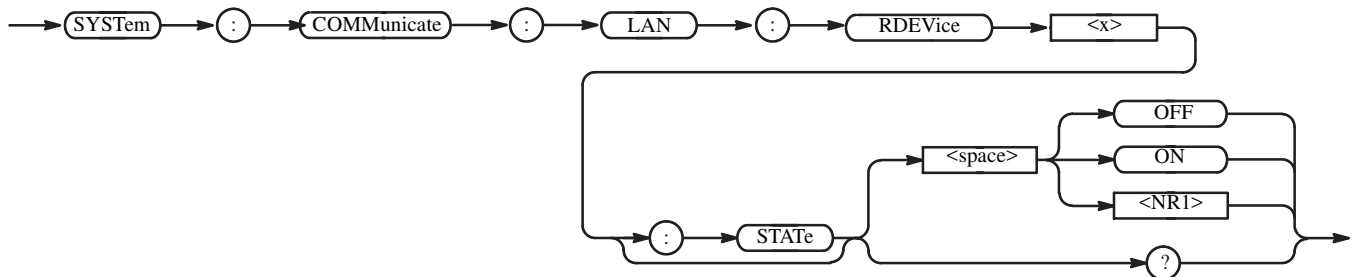 SYSTem : COMMunicate : LAN : RDEVice <x>
OFF
<space> ON
<NR1>
: STATe
?